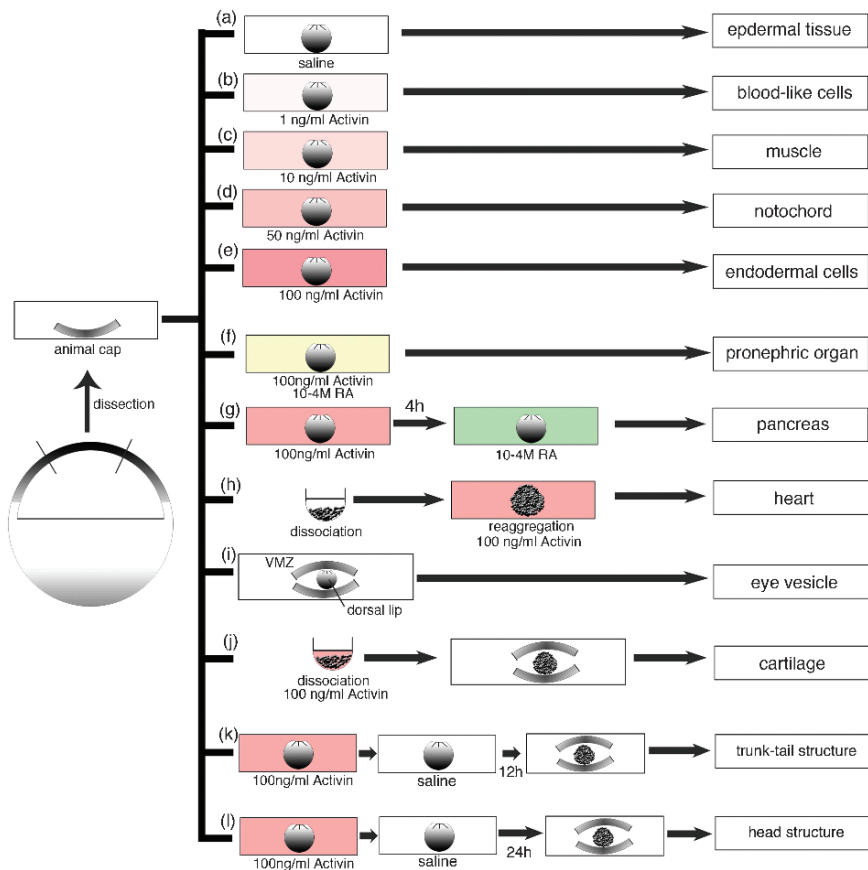 (a)
saline
epdermal tissue
(b)
1 ng/ml Activin
blood-like cells
(c)
10 ng/ml Activin
muscle
(d)
50 ng/ml Activin
notochord
(e)
100 ng/ml Activin
endodermal cells
animal cap
dissection
(f)
100ng/ml Activin
10-4M RA
pronephric organ
(g)
100ng/ml Activin
4h
10-4M RA
pancreas
(h)
dissociation
reaggregation
100 ng/ml Activin
heart
(i)
VMZ
dorsal lip
eye vesicle
(j)
dissociation
100 ng/ml Activin
cartilage
(k)
100ng/ml Activin
saline
12h
trunk-tail structure
(l)
100ng/ml Activin
saline
24h
head structure